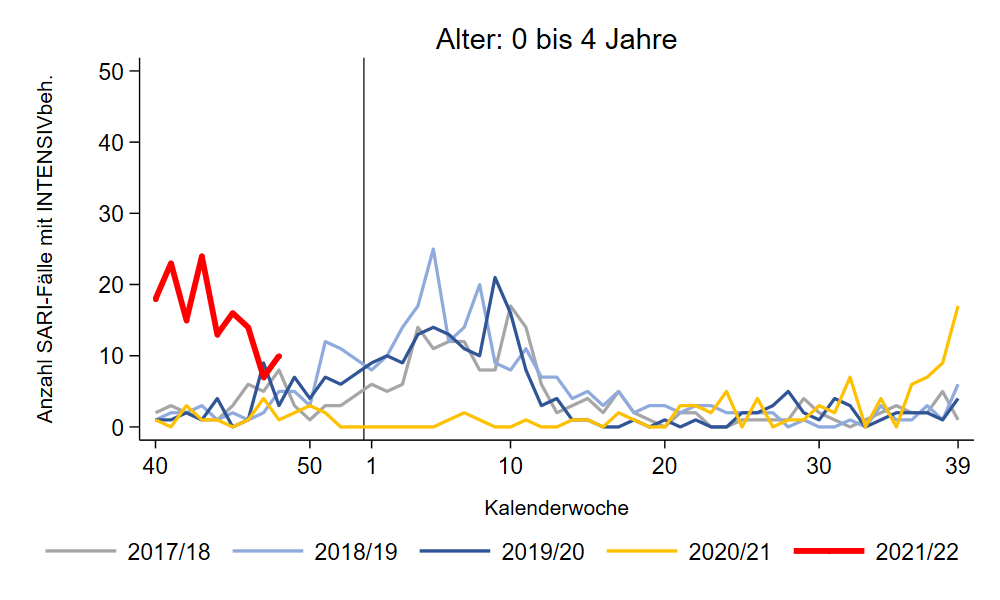 Alter: 0 bis 4 Jahre
Anzahl SARI-Fälle mit INTENSIVbeh.
50
40
30
20
10
0
40 50 1 10 20 30 39
Kalenderwoche
2017/18 2018/19 2019/20 2020/21 2021/22